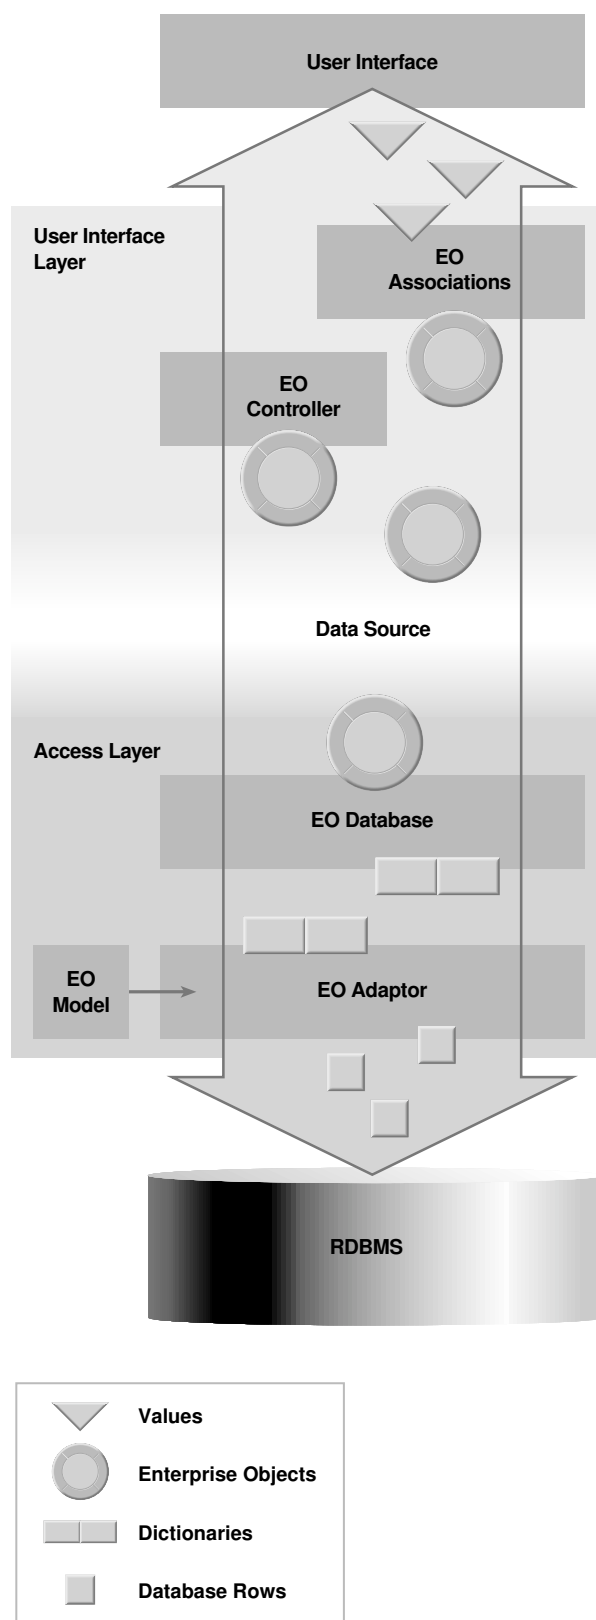 User Interface
User Interface
Layer
EO
Associations
EO
Controller
Data Source
Access Layer
EO Database
EO
Model
EO Adaptor
RDBMS
Values
Enterprise Objects
Dictionaries
Database Rows